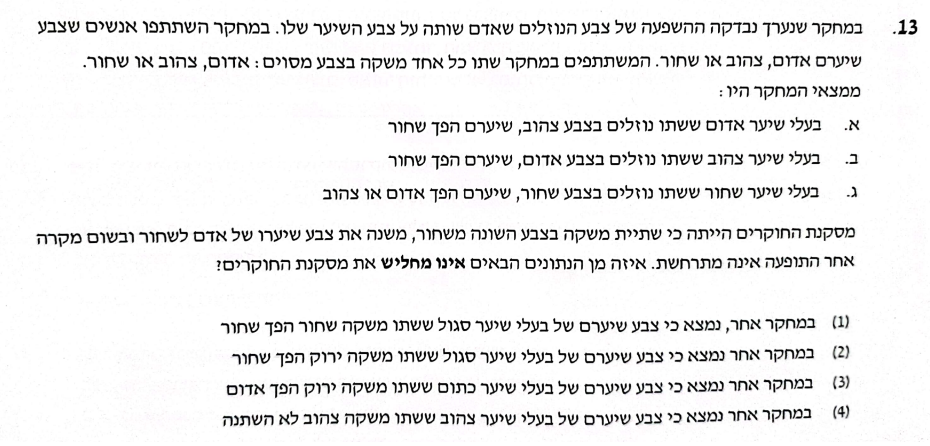 13. במחקר שנערך נבדקה ההשפעה של צבע הנוזלים שאדם שותה על צבע השיער שלו. במחקר השתתפו אנשים שצבע
שיערם אדום, צהוב או שחור. המשתתפים במחקר שתו כל אחד משקה בצבע מסוים: אדום, צהוב או שחור.
ממצאי המחקר היו:
א. בעלי שיער אדום ששתו נוזלים בצבע צהוב, שיערם הפך שחור
ב. בעלי שיער צהוב ששתו נוזלים בצבע אדום, שיערם הפך שחור
ג. בעלי שיער שחור ששתו נוזלים בצבע שחור, שיערם הפך אדום או צהוב
מסקנת החוקרים הייתה כי שתיית משקה בצבע השונה משחור, משנה את צבע שיערו של אדם לשחור ובשום מקרה
אחר התופעה אינה מתרחשת. איזה מן הנתונים הבאים אינו מחליש את מסקנת החוקרים?
(1) במחקר אחר, נמצא כי צבע שיערם של בעלי שיער סגול ששתו משקה שחור הפך שחור
(2) במחקר אחר נמצא כי צבע שיערם של בעלי שיער סגול ששתו משקה ירוק הפך שחור
(3) במחקר אחר נמצא כי צבע שיערם של בעלי שיער כתום ששתו משקה ירוק הפך אדום
(4) במחקר אחר נמצא כי צבע שיערם של בעלי שיער צהוב ששתו משקה צהוב לא השתנה